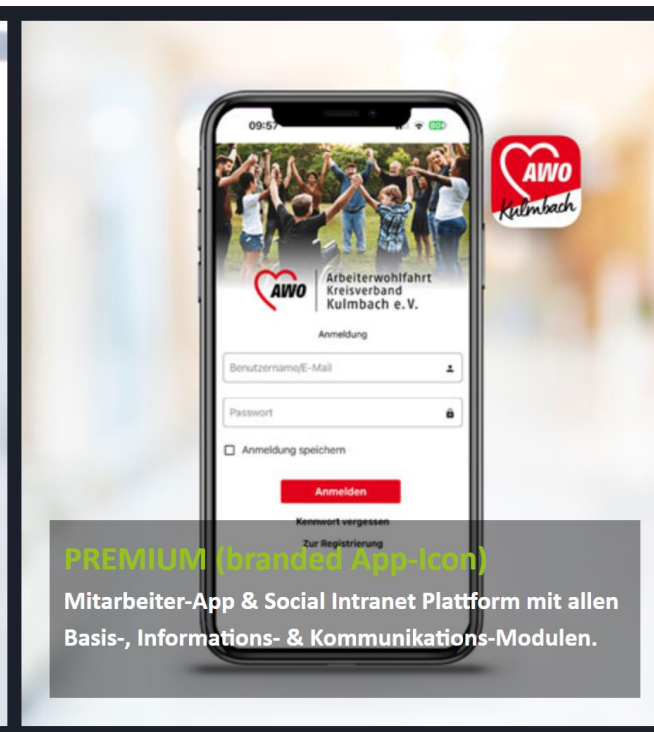 09:57
60
AWO
Arbeiterwohlfahrt
Kreisverband
Kulmbach e.V.
AWO
Kulmbach
Anmeldung
Benutzername/E-Mail
Passwort
Anmeldung speichern
Anmelden
Kennwort vergessen
Zur Registrierung
PREMIUM (branded App-Icon)
Mitarbeiter-App & Social Intranet Plattform mit allen
Basis-, Informations- & Kommunikations-Modulen.